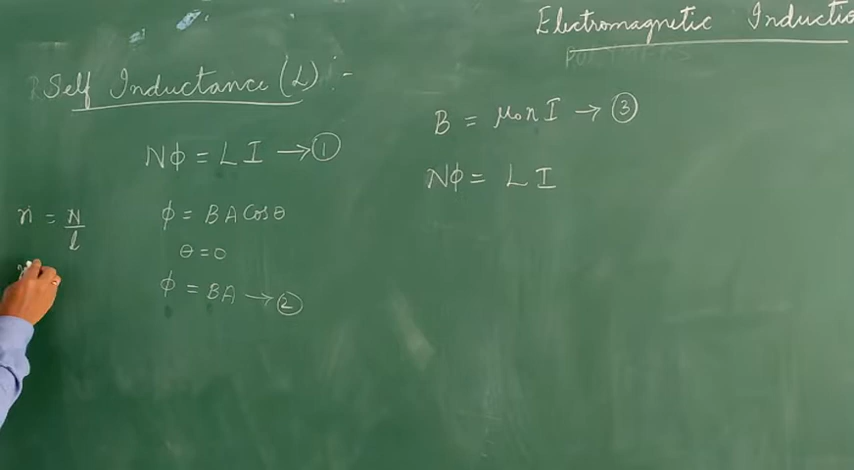 Electromagnetic Inductio
Self Inductance (L) :-
Nϕ = LI → ①
n = N/l
ϕ = BA Cosθ
θ = 0
ϕ = BA → ②
B = μ₀nI → ③
Nϕ = LI